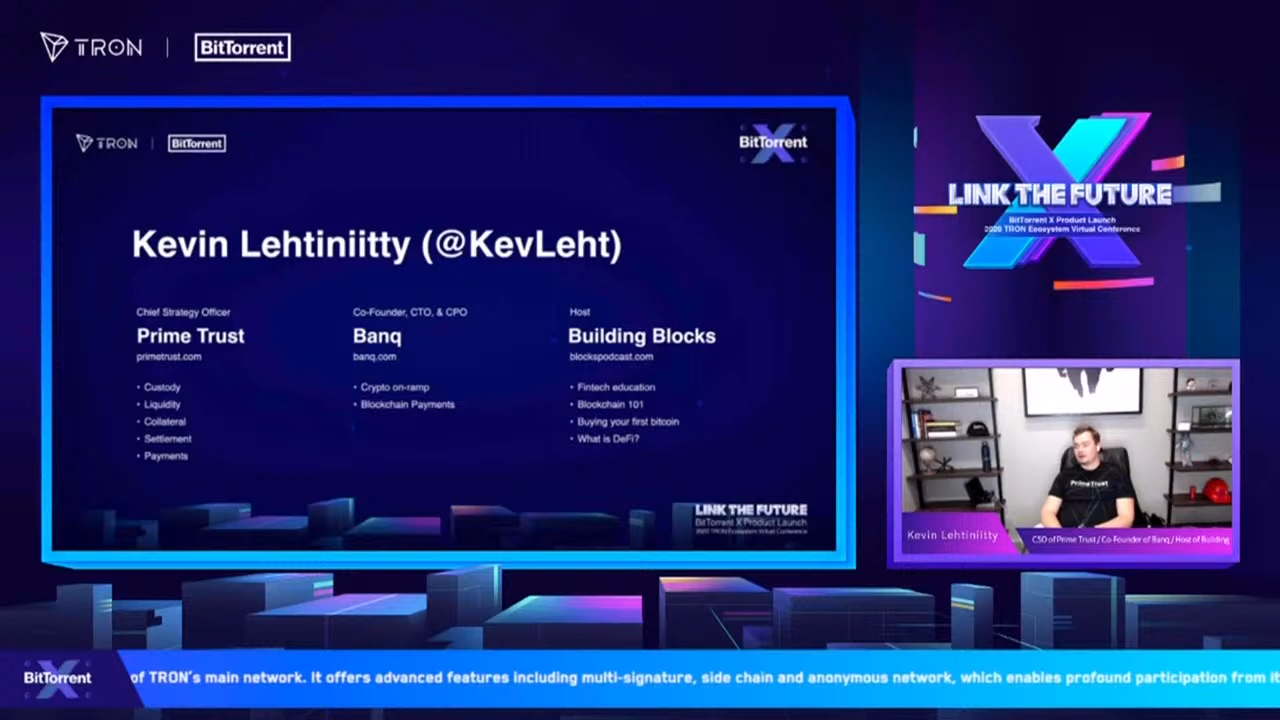 TRON | BitTorrent
TRON | BitTorrent
BitTorrent X
Kevin Lehtiniitty (@KevLeht)
Chief Strategy Officer
Prime Trust
primetrust.com
• Custody
• Liquidity
• Collateral
• Settlement
• Payments
Co-Founder, CTO, & CPO
Banq
banq.com
• Crypto on-ramp
• Blockchain Payments
Host
Building Blocks
blockspodcast.com
• Fintech education
• Blockchain 101
• Buying your first bitcoin
• What is DeFi?
LINK THE FUTURE
BitTorrent X Product Launch
2020 TRON Ecosystem Virtual Conference
X
LINK THE FUTURE
BitTorrent X Product Launch
2020 TRON Ecosystem Virtual Conference
PrimeTrust
Kevin Lehtiniitty
CSO of Prime Trust / Co-Founder of Banq / Host of Building
BitTorrent X
of TRON's main network. It offers advanced features including multi-signature, side chain and anonymous network, which enables profound participation from it